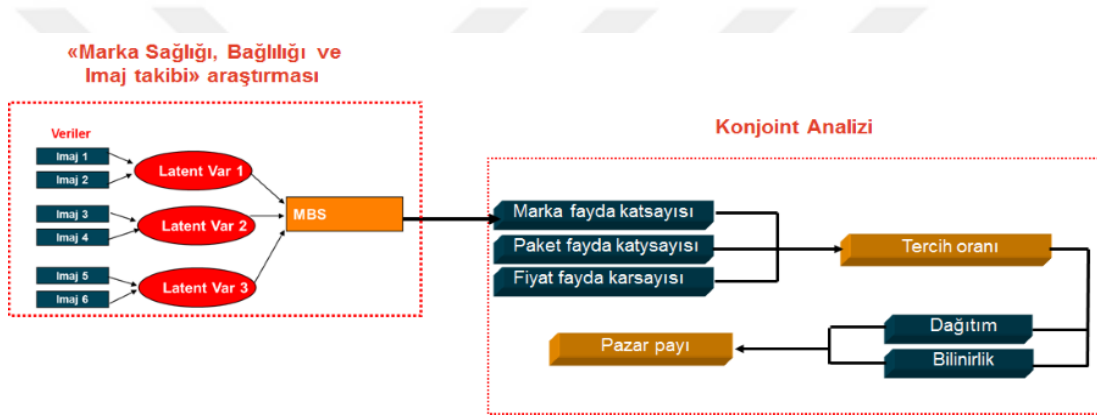 «Marka Sağlığı, Bağlılığı ve
Imaj takibi» araştırması
Veriler
Imaj 1
Imaj 2
Latent Var 1
Imaj 3
Imaj 4
Latent Var 2
Imaj 5
Imaj 6
Latent Var 3
MBS
Konjoint Analizi
Marka fayda katsayısı
Paket fayda katysayısı
Fiyat fayda karsayısı
Tercih oranı
Dağıtım
Bilinirlik
Pazar payı